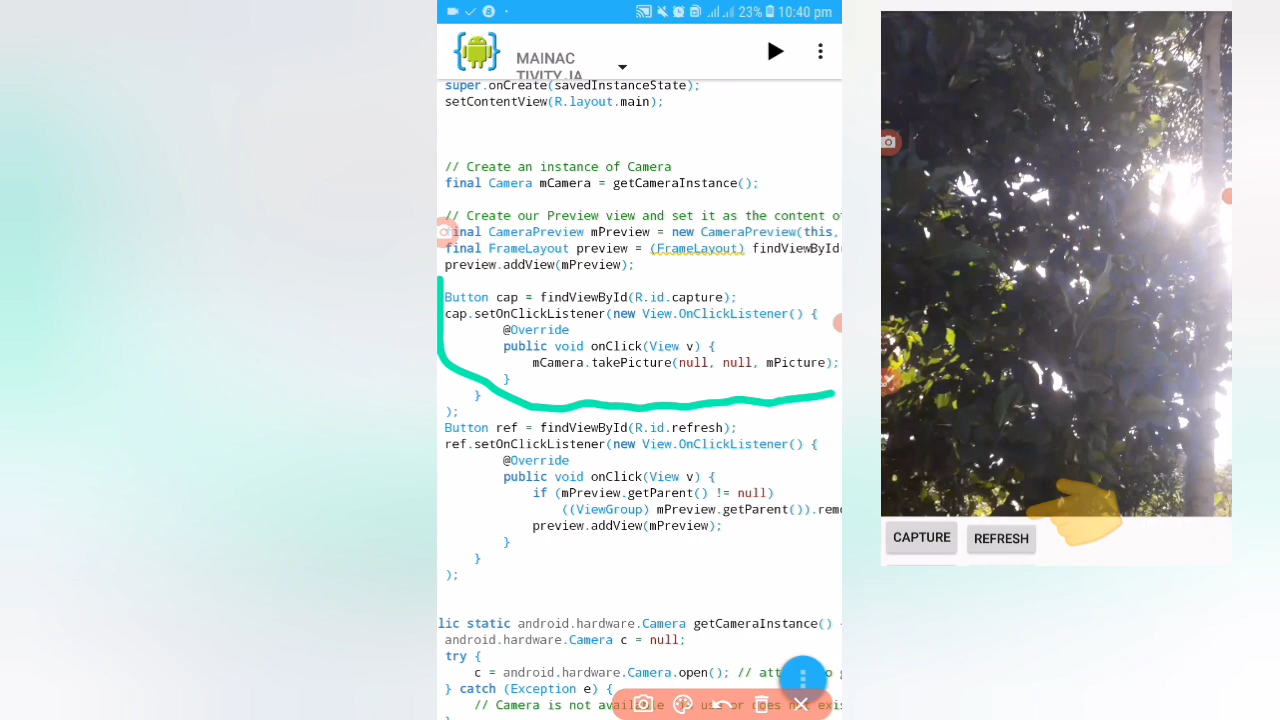 23% 10:40 pm
MAINAC
TIVITY.JA
super.onCreate(savedInstanceState);
setContentView(R.layout.main);
// Create an instance of Camera
final Camera mCamera = getCameraInstance();
// Create our Preview view and set it as the content of
final CameraPreview mPreview = new CameraPreview(this,
final FrameLayout preview = (FrameLayout) findViewById
preview.addView(mPreview);
Button cap = findViewById(R.id.capture);
cap.setOnClickListener(new View.OnClickListener() {
@Override
public void onClick(View v) {
mCamera.takePicture(null, null, mPicture);
}
}
);
Button ref = findViewById(R.id.refresh);
ref.setOnClickListener(new View.OnClickListener() {
@Override
public void onClick(View v) {
if (mPreview.getParent() != null)
((ViewGroup) mPreview.getParent()).remo
preview.addView(mPreview);
}
}
);
lic static android.hardware.Camera getCameraInstance() {
android.hardware.Camera c = null;
try {
c = android.hardware.Camera.open(); // att
} catch (Exception e) {
// Camera is not
CAPTURE
REFRESH